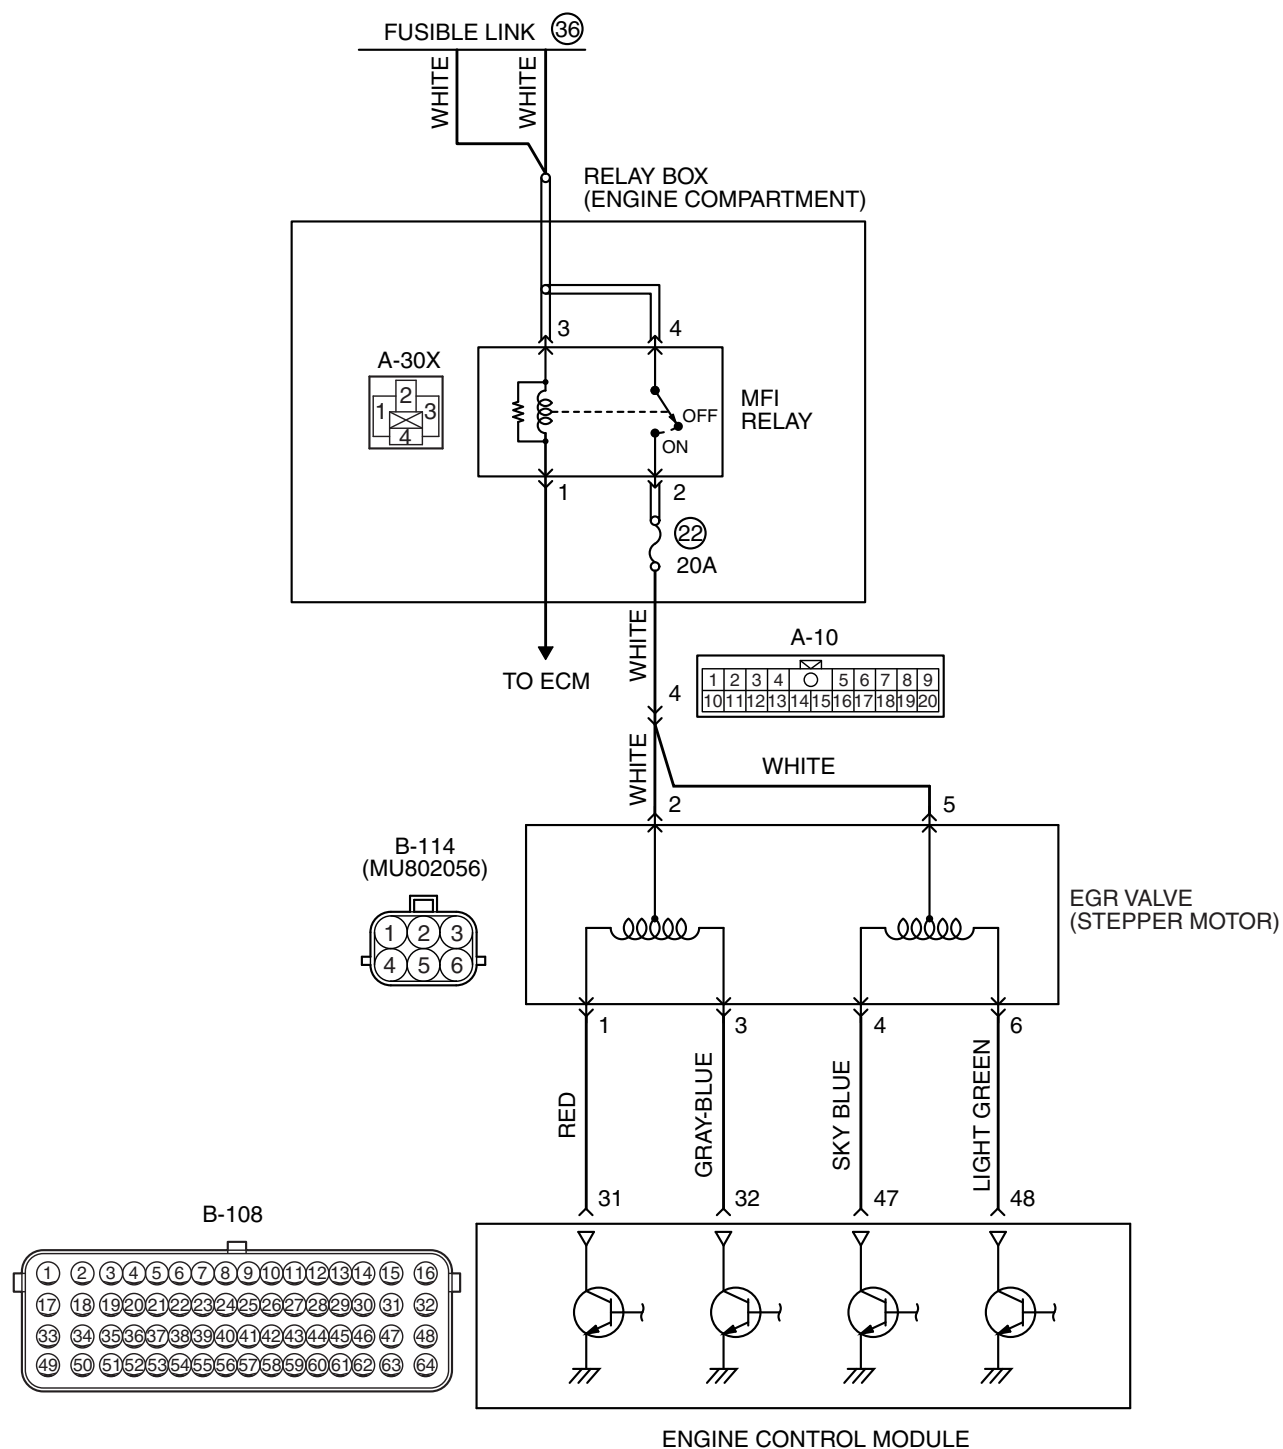 FUSIBLE LINK 36
WHITE
WHITE
RELAY BOX
(ENGINE COMPARTMENT)
3
4
A-30X
1 2 3
4
MFI
RELAY
OFF
ON
1
2
22
20A
WHITE
TO ECM
A-10
1 2 3 4 5 6 7 8 9
10 11 12 13 14 15 16 17 18 19 20
4
WHITE
WHITE
2
5
B-114
(MU802056)
1 2 3
4 5 6
EGR VALVE
(STEPPER MOTOR)
1
3
4
6
RED
GRAY-BLUE
SKY BLUE
LIGHT GREEN
31
32
47
48
B-108
1 2 3 4 5 6 7 8 9 10 11 12 13 14 15 16
17 18 19 20 21 22 23 24 25 26 27 28 29 30 31 32
33 34 35 36 37 38 39 40 41 42 43 44 45 46 47 48
49 50 51 52 53 54 55 56 57 58 59 60 61 62 63 64
ENGINE CONTROL MODULE